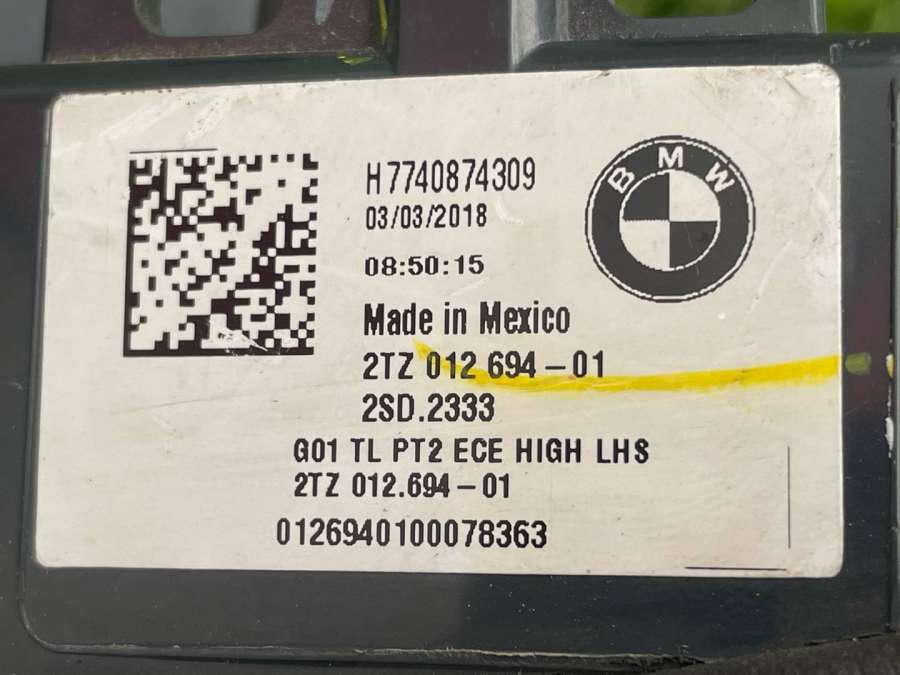 H7740874309
03/03/2018
08:50:15
BMW
Made in Mexico
2TZ 012 694-01
2SD.2333
G01 TL PT2 ECE HIGH LHS
2TZ 012.694-01
0126940100078363